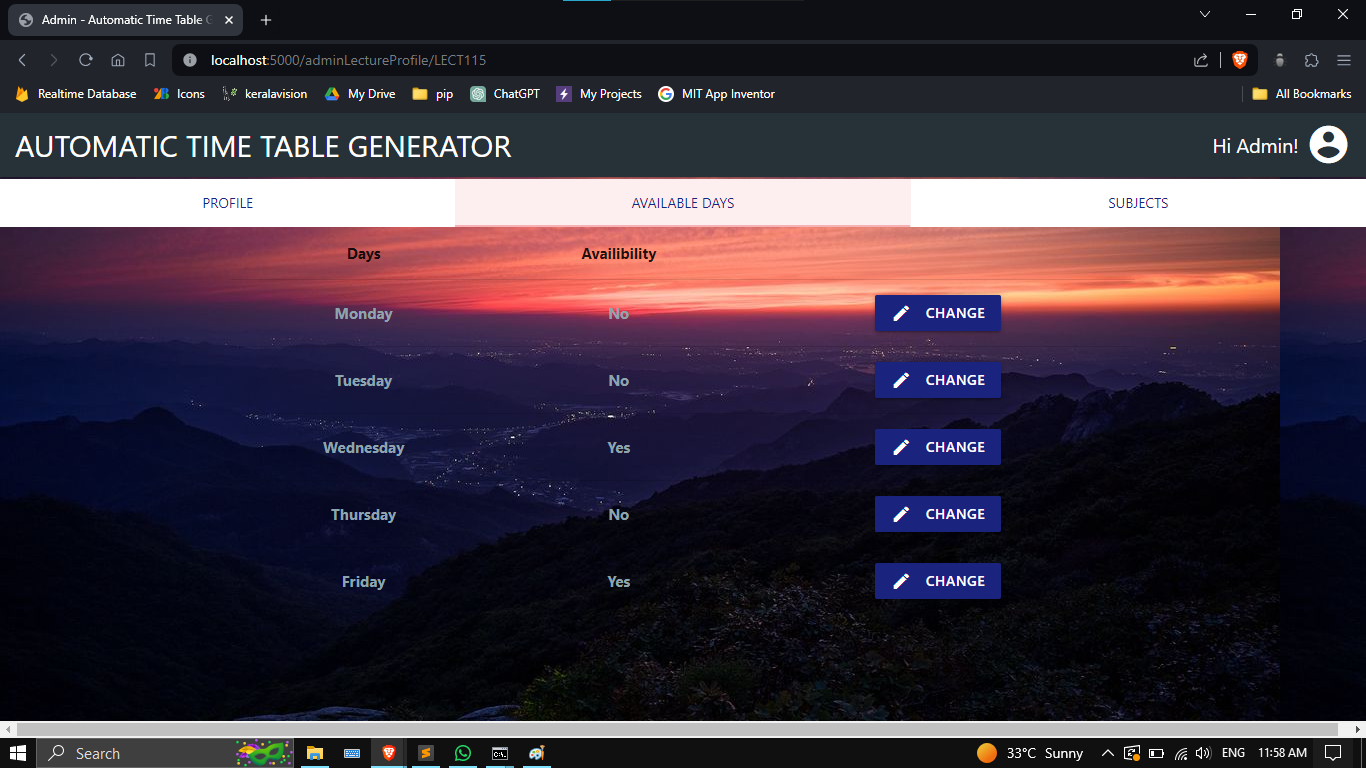 Admin - Automatic Time Table G
localhost:5000/adminLectureProfile/LECT115
Realtime Database Icons keralavision My Drive pip ChatGPT My Projects MIT App Inventor All Bookmarks
AUTOMATIC TIME TABLE GENERATOR Hi Admin!
PROFILE AVAILABLE DAYS SUBJECTS
Days Availibility
Monday No CHANGE
Tuesday No CHANGE
Wednesday Yes CHANGE
Thursday No CHANGE
Friday Yes CHANGE
Search 33°C Sunny ENG 11:58 AM